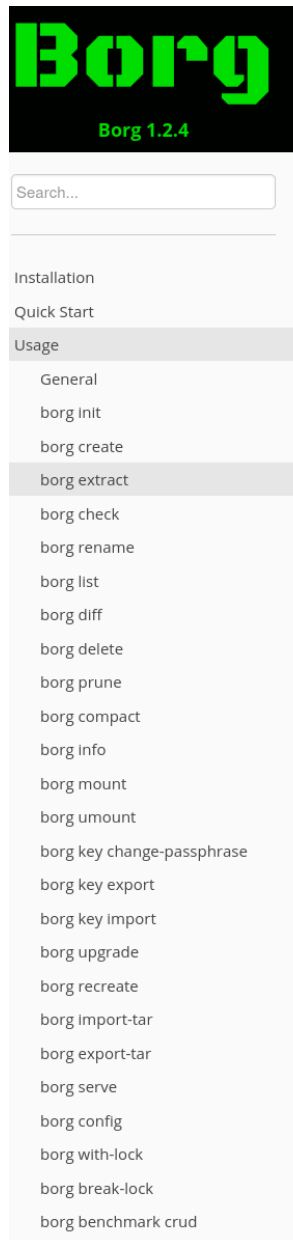 Borg
Borg 1.2.4
Search...
Installation
Quick Start
Usage
General
borg init
borg create
borg extract
borg check
borg rename
borg list
borg diff
borg delete
borg prune
borg compact
borg info
borg mount
borg umount
borg key change-passphrase
borg key export
borg key import
borg upgrade
borg recreate
borg import-tar
borg export-tar
borg serve
borg config
borg with-lock
borg break-lock
borg benchmark crud